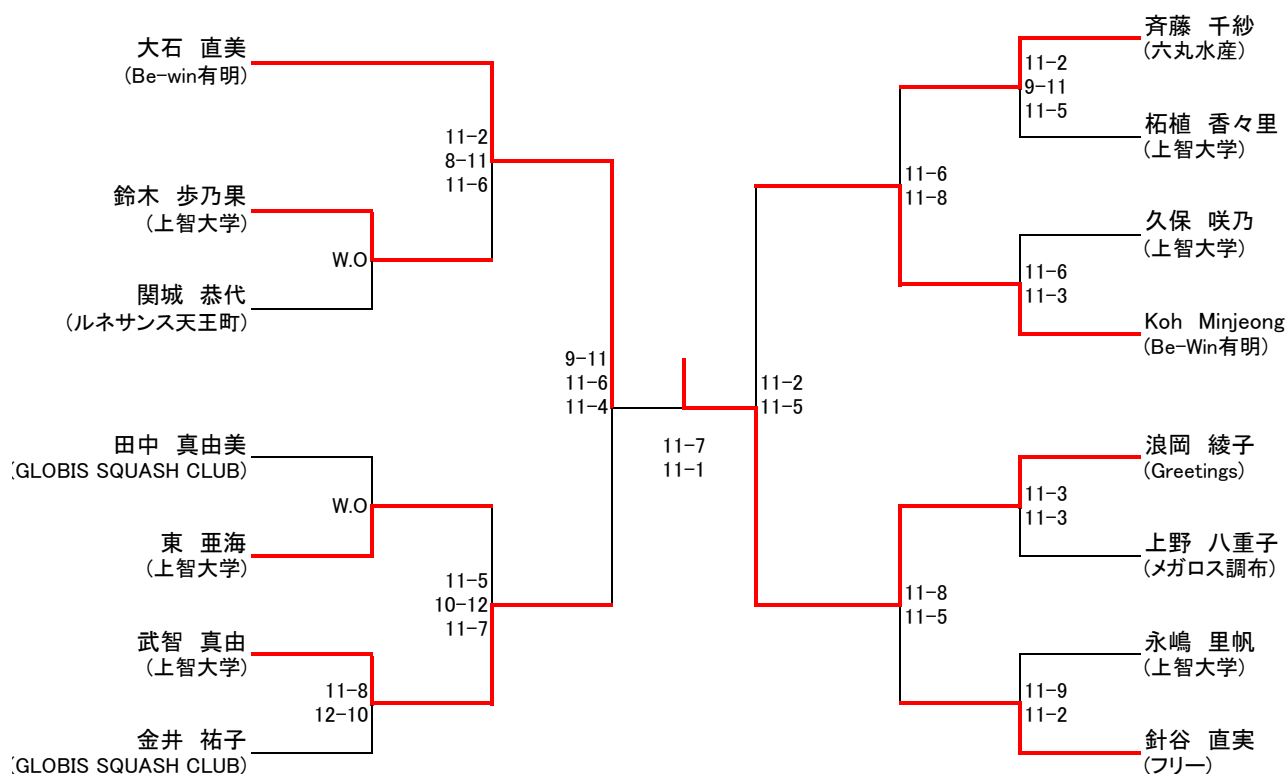 大石 直美
(Be-win有明)
11-2
8-11
11-6
鈴木 歩乃果
(上智大学)
W.O
関城 恭代
(ルネサンス天王町)
9-11
11-6
11-4
田中 真由美
(GLOBIS SQUASH CLUB)
W.O
東 亜海
(上智大学)
11-5
10-12
11-7
武智 真由
(上智大学)
11-8
12-10
金井 祐子
(GLOBIS SQUASH CLUB)
11-7
11-1
斉藤 千紗
(六丸水産)
11-2
9-11
11-5
柘植 香々里
(上智大学)
11-6
11-8
久保 咲乃
(上智大学)
11-6
11-3
Koh Minjeong
(Be-Win有明)
11-2
11-5
浪岡 綾子
(Greetings)
11-3
11-3
上野 八重子
(メガロス調布)
11-8
11-5
永嶋 里帆
(上智大学)
11-9
11-2
針谷 直実
(フリー)